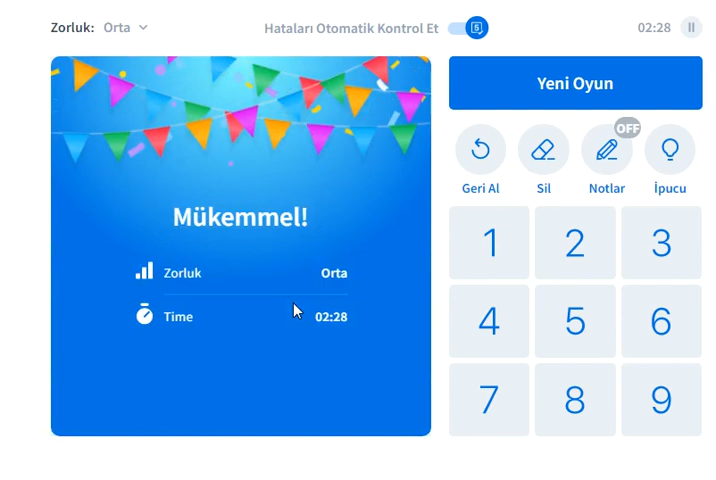 Zorluk: Orta
Hataları Otomatik Kontrol Et
02:28
Yeni Oyun
OFF
Geri Al
Sil
Notlar
İpucu
Mükemmel!
Zorluk Orta
Time 02:28
1 2 3
4 5 6
7 8 9